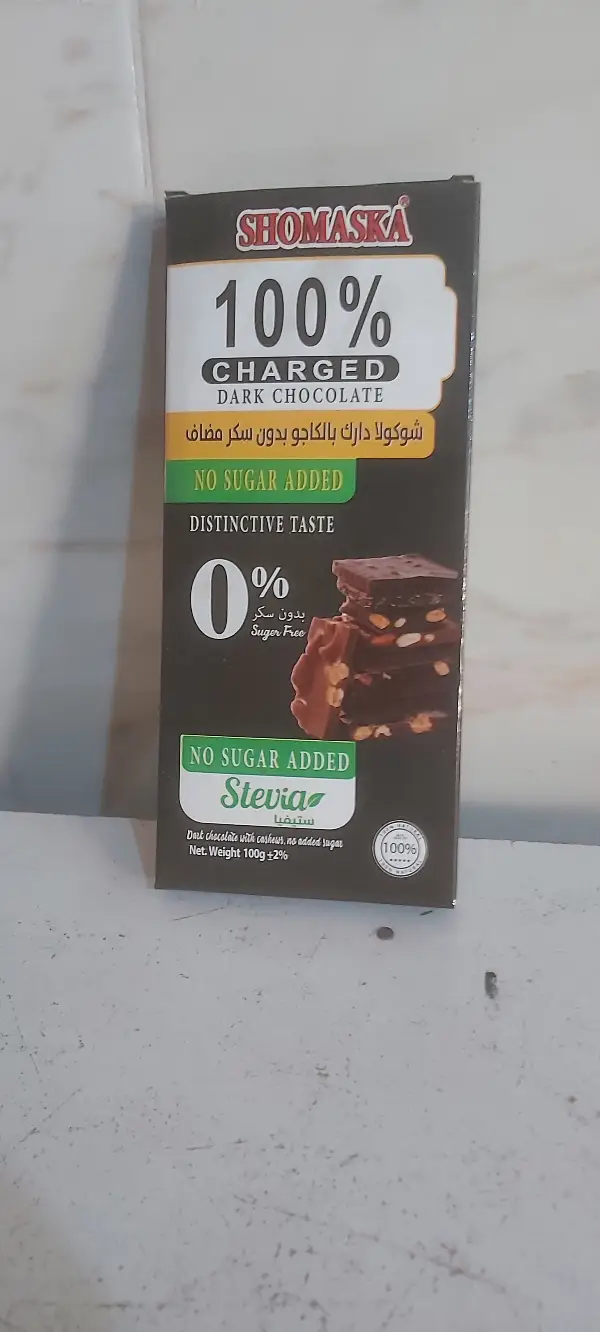 SHOMASKA®
100%
CHARGED
DARK CHOCOLATE
شوكولا دارك بالكاجو بدون سكر مضاف
NO SUGAR ADDED
DISTINCTIVE TASTE
0%
بدون سكر
Suger Free
NO SUGAR ADDED
Stevia
ستيفيا
Dark chocolate with cashews, no added sugar
Net. Weight 100g ±2%
100%